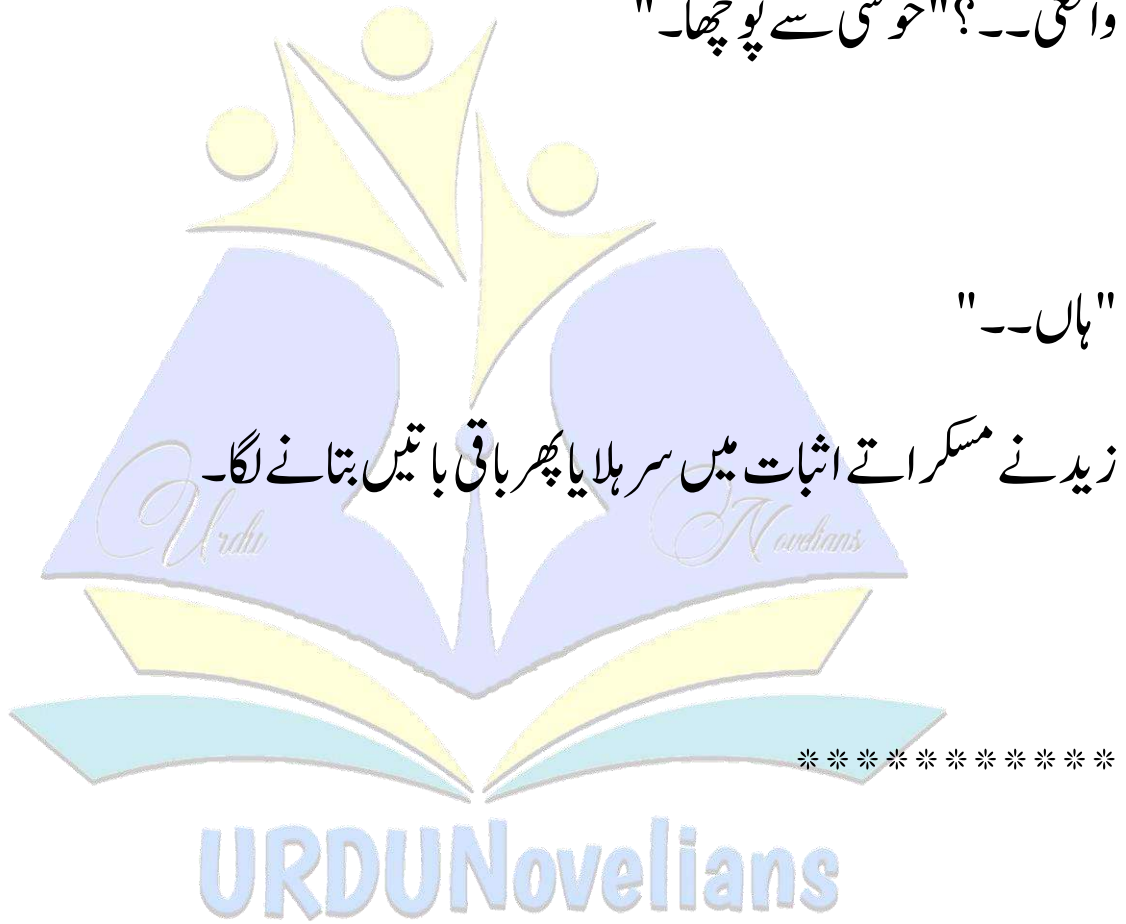 واقعی۔۔؟"خوشی سے پوچھا۔"
"ہاں۔۔"
زید نے مسکراتے اثبات میں سر ہلایا پھر باقی باتیں بتانے لگا۔
Urdu Novelians
************
URDUNovelians